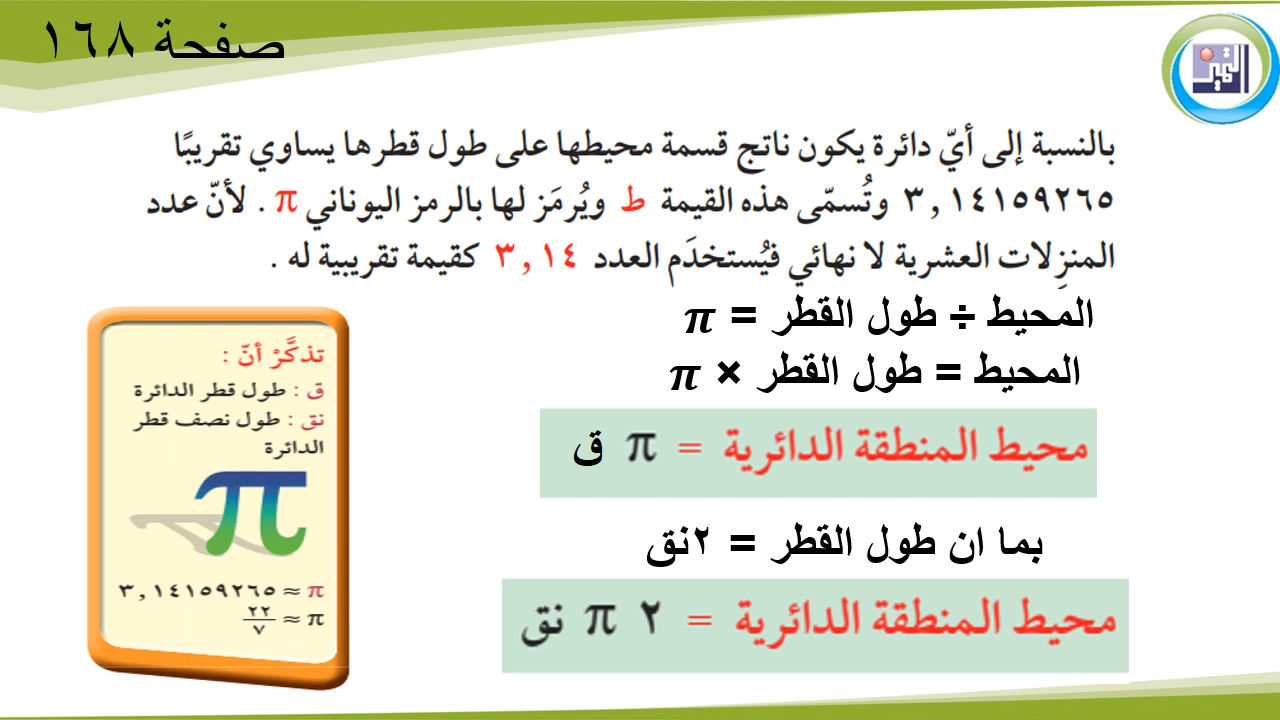 صفحة ١٦٨
التميز
بالنسبة إلى أيّ دائرة يكون ناتج قسمة محيطها على طول قطرها يساوي تقريبًا
٣,١٤١٥٩٢٦٥ وتُسمّى هذه القيمة ط ويُرمَز لها بالرمز اليوناني π . لأنّ عدد
المنزِلات العشرية لا نهائي فيُستخدَم العدد ٣,١٤ كقيمة تقريبية له .
المحيط ÷ طول القطر = π
المحيط = طول القطر × π
محيط المنطقة الدائرية = π ق
بما ان طول القطر = ٢نق
محيط المنطقة الدائرية = ٢ π نق
تذكَّرْ أنّ :
ق : طول قطر الدائرة
نق : طول نصف قطر
الدائرة
π
π ≈ ٣,١٤١٥٩٢٦٥
π ≈ ٢٢/٧